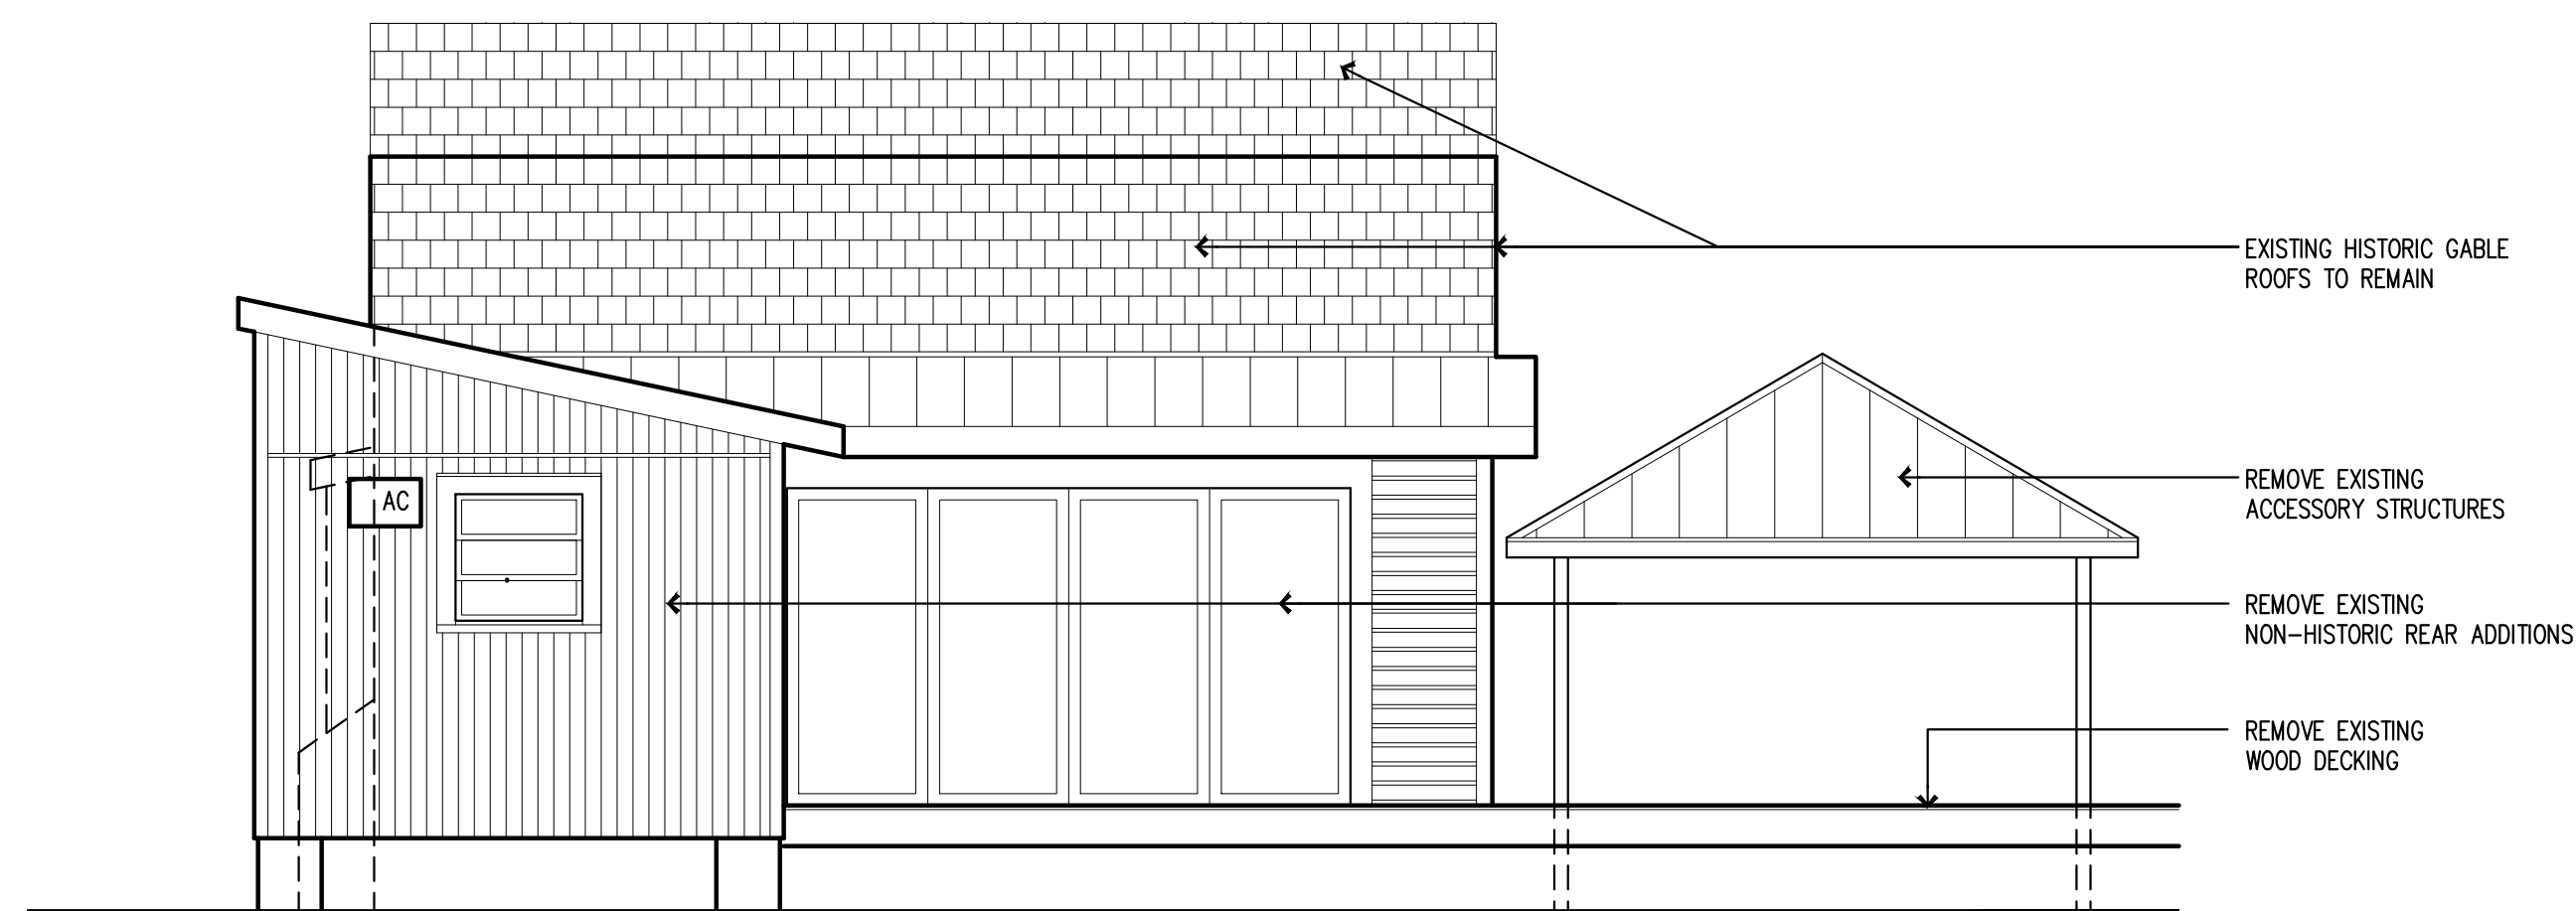 EXISTING HISTORIC GABLE
ROOFS TO REMAIN
REMOVE EXISTING
ACCESSORY STRUCTURES
AC
REMOVE EXISTING
NON-HISTORIC REAR ADDITIONS
REMOVE EXISTING
WOOD DECKING